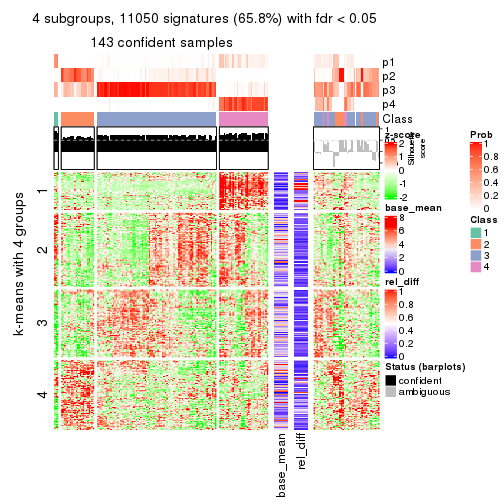 4 subgroups, 11050 signatures (65.8%) with fdr < 0.05
143 confident samples
p1
p2
p3
p4
Class
1
Silhouette
score
k-means with 4 groups
1
2
3
4
base_mean
rel_diff
z-score
2
1
0
-1
-2
base_mean
8
6
4
2
0
rel_diff
1
0.8
0.6
0.4
0.2
0
Status (barplots)
confident
ambiguous
Prob
1
0.8
0.6
0.4
0.2
0
Class
1
2
3
4